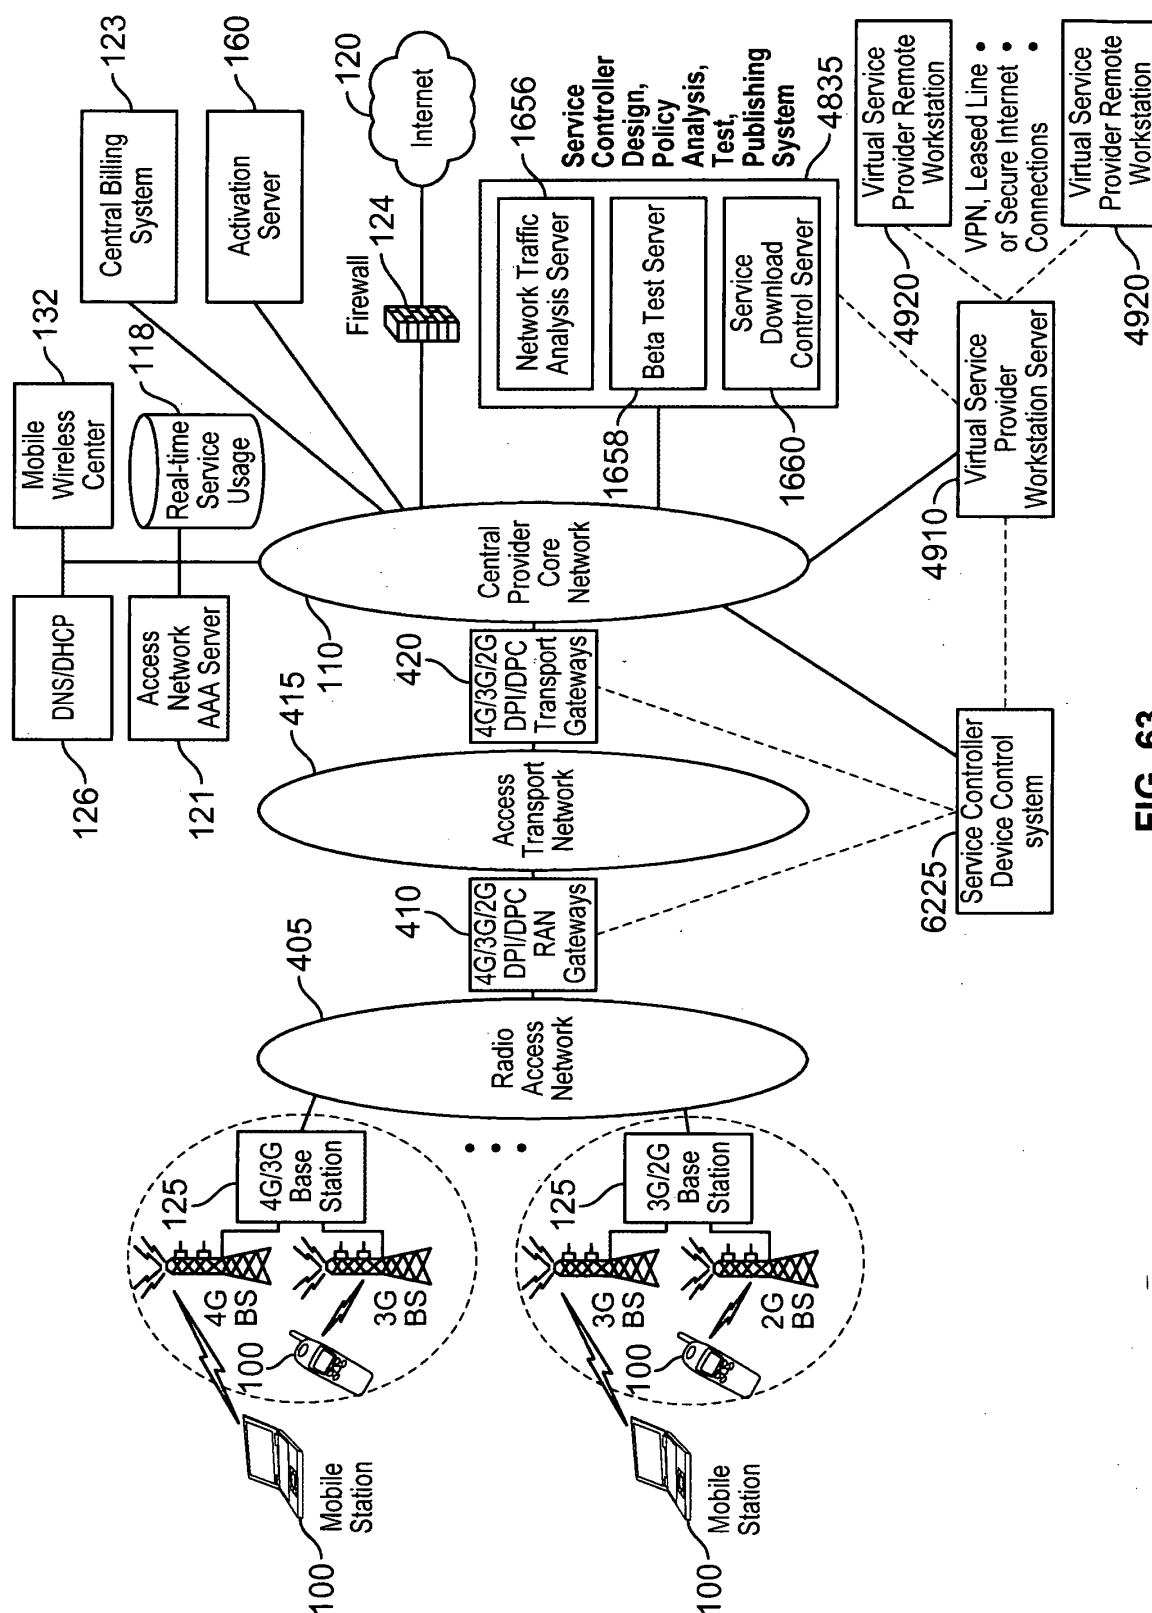 123
Central Billing
System
160
Activation
Server
132
Mobile
Wireless
Center
118
Real-time
Service
Usage
DNS/DHCP
126
Access
Network
AAA Server
121
120
Internet
124
Firewall
Service
Controller
Design,
Policy
Analysis,
Test,
Publishing
System
4835
1656
Network Traffic
Analysis Server
Beta Test Server
1658
Service
Download
Control Server
1660
Central
Provider
Core
Network
110
420
4G/3G/2G
DPI/DPC
Transport
Gateways
415
Access
Transport
Network
410
4G/3G/2G
DPI/DPC
RAN
Gateways
405
Radio
Access
Network
125
4G/3G
Base
Station
4G
BS
3G
BS
100
Mobile
Station
100
125
3G/2G
Base
Station
3G
BS
2G
BS
100
Mobile
Station
100
Virtual Service
Provider Remote
Workstation
4920
VPN, Leased Line
or Secure Internet
Connections
Virtual Service
Provider Remote
Workstation
4920
Virtual Service
Provider
Workstation Server
4910
Service Controller
Device Control
system
6225
FIG. 63